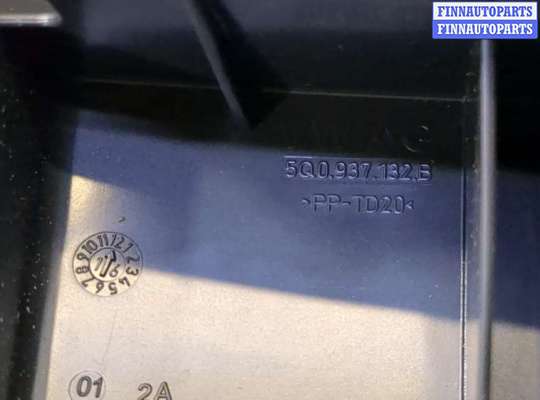 FINNAUTOPARTS
FINNAUTOPARTS
5Q0.937.132.B
>PP-TD20<
01
2A